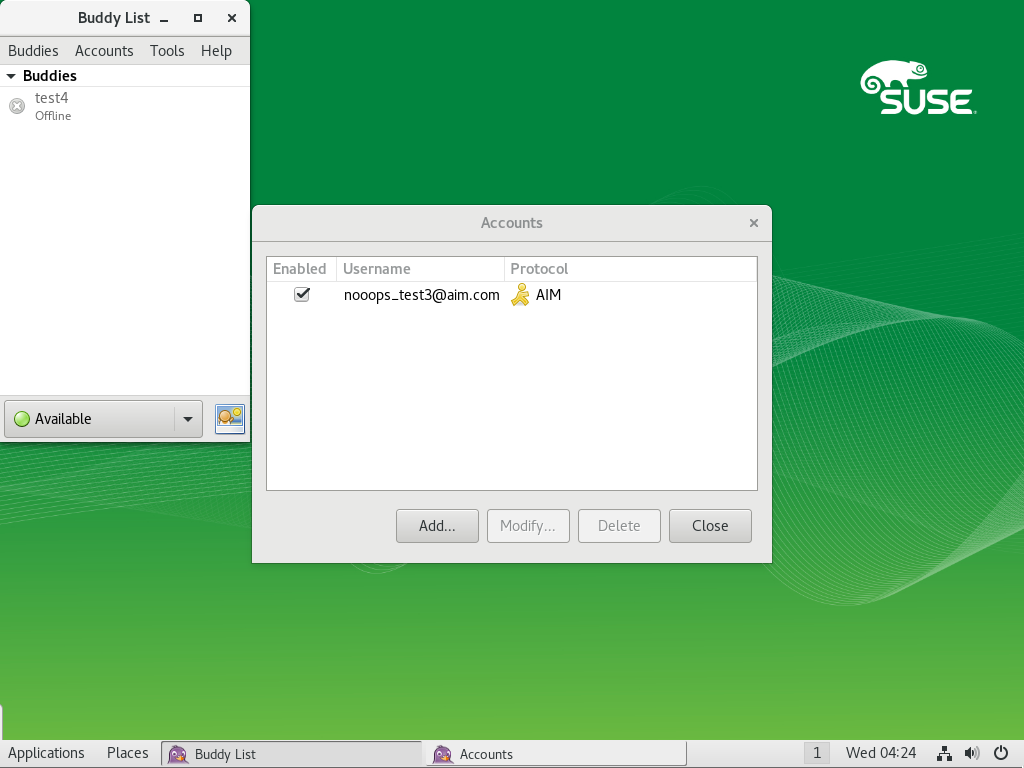 Buddy List
Buddies Accounts Tools Help
Buddies
test4
Offline
SUSE
Accounts
Enabled Username Protocol
nooops_test3@aim.com AIM
Available
Add... Modify... Delete Close
Applications Places Buddy List Accounts 1 Wed 04:24